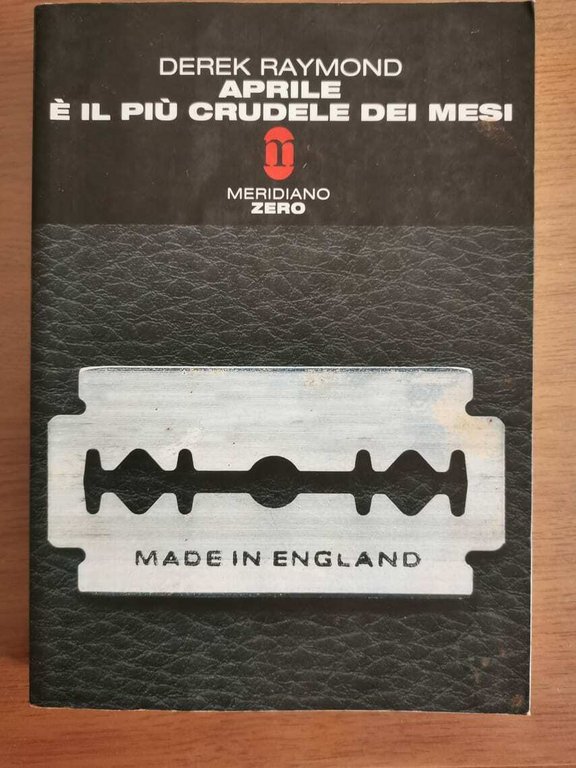 DEREK RAYMOND
APRILE
È IL PIÙ CRUDELE DEI MESI
m
MERIDIANO
ZERO
MADE IN ENGLAND